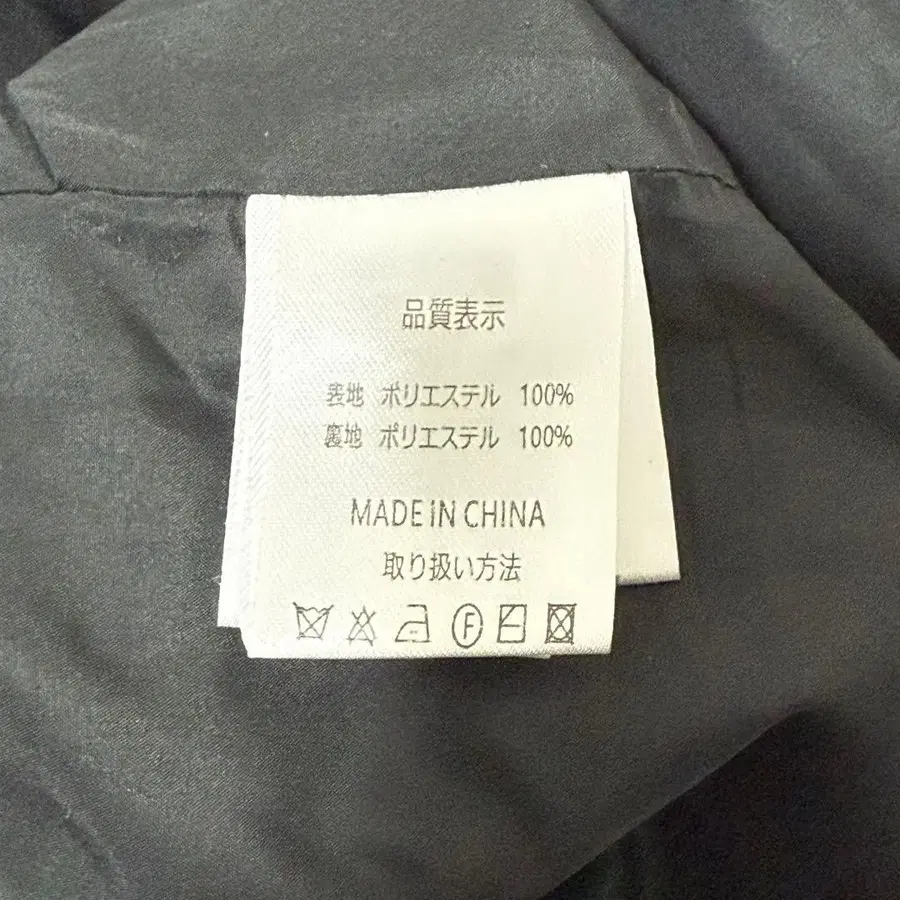 品質表示
表地 ポリエステル 100%
裏地 ポリエステル 100%
MADE IN CHINA
取り扱い方法
F